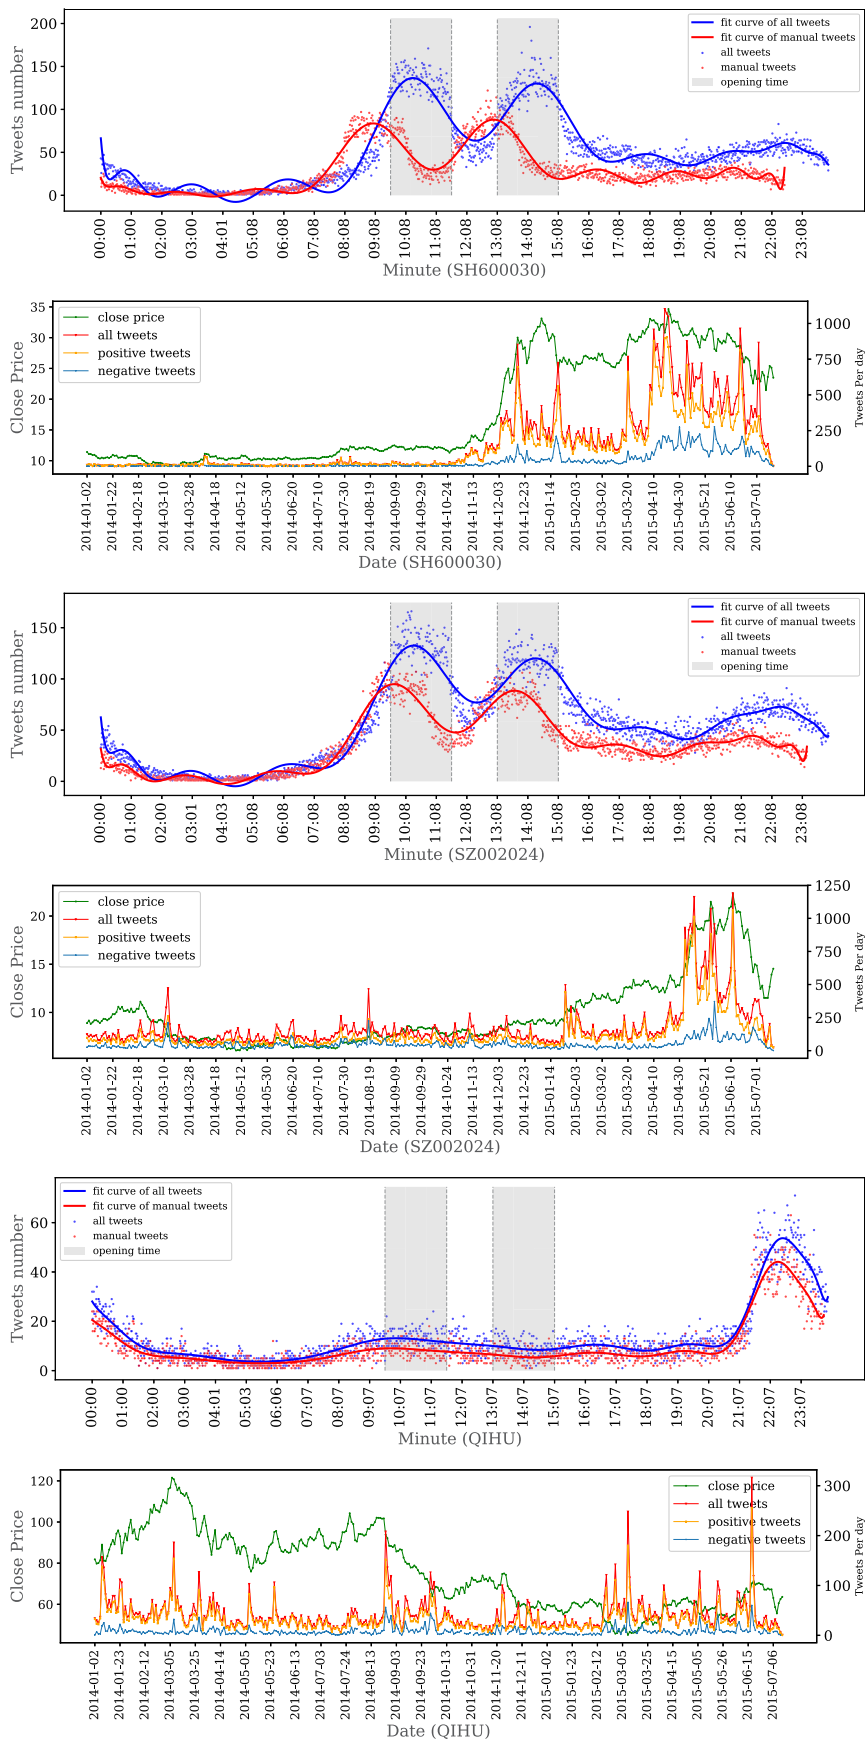 fit curve of all tweets
fit curve of manual tweets
all tweets
manual tweets
opening time
Tweets number
200
150
100
50
0
00:00 01:00 02:00 03:00 04:01 05:08 06:08 07:08 08:08 09:08 10:08 11:08 12:08 13:08 14:08 15:08 16:08 17:08 18:08 19:08 20:08 21:08 22:08 23:08
Minute (SH600030)
close price
all tweets
positive tweets
negative tweets
Close Price
35
30
25
20
15
10
1000
750
500
250
0
Tweets Per day
2014-01-02 2014-01-22 2014-02-18 2014-03-10 2014-03-28 2014-04-18 2014-05-12 2014-05-30 2014-06-20 2014-07-10 2014-07-30 2014-08-19 2014-09-09 2014-09-29 2014-10-24 2014-11-13 2014-12-03 2014-12-23 2015-01-14 2015-02-03 2015-03-02 2015-03-20 2015-04-10 2015-04-30 2015-05-21 2015-06-10 2015-07-01
Date (SH600030)
fit curve of all tweets
fit curve of manual tweets
all tweets
manual tweets
opening time
Tweets number
150
100
50
0
00:00 01:00 02:00 03:01 04:03 05:08 06:08 07:08 08:08 09:08 10:08 11:08 12:08 13:08 14:08 15:08 16:08 17:08 18:08 19:08 20:08 21:08 22:08 23:08
Minute (SZ002024)
close price
all tweets
positive tweets
negative tweets
Close Price
20
15
10
1250
1000
750
500
250
0
Tweets Per day
2014-01-02 2014-01-22 2014-02-18 2014-03-10 2014-03-28 2014-04-18 2014-05-12 2014-05-30 2014-06-20 2014-07-10 2014-07-30 2014-08-19 2014-09-09 2014-09-29 2014-10-24 2014-11-13 2014-12-03 2014-12-23 2015-01-14 2015-02-03 2015-03-02 2015-03-20 2015-04-10 2015-04-30 2015-05-21 2015-06-10 2015-07-01
Date (SZ002024)
fit curve of all tweets
fit curve of manual tweets
all tweets
manual tweets
opening time
Tweets number
60
40
20
0
00:00 01:00 02:00 03:00 04:01 05:03 06:06 07:07 08:07 09:07 10:07 11:07 12:07 13:07 14:07 15:07 16:07 17:07 18:07 19:07 20:07 21:07 22:07 23:07
Minute (QIHU)
close price
all tweets
positive tweets
negative tweets
Close Price
120
100
80
60
300
200
100
0
Tweets Per day
2014-01-02 2014-01-23 2014-02-12 2014-03-05 2014-03-25 2014-04-14 2014-05-05 2014-05-23 2014-06-13 2014-07-03 2014-07-24 2014-08-13 2014-09-03 2014-09-23 2014-10-13 2014-10-31 2014-11-20 2014-12-11 2015-01-02 2015-01-23 2015-02-12 2015-03-05 2015-03-25 2015-04-15 2015-05-05 2015-05-26 2015-06-15 2015-07-06
Date (QIHU)